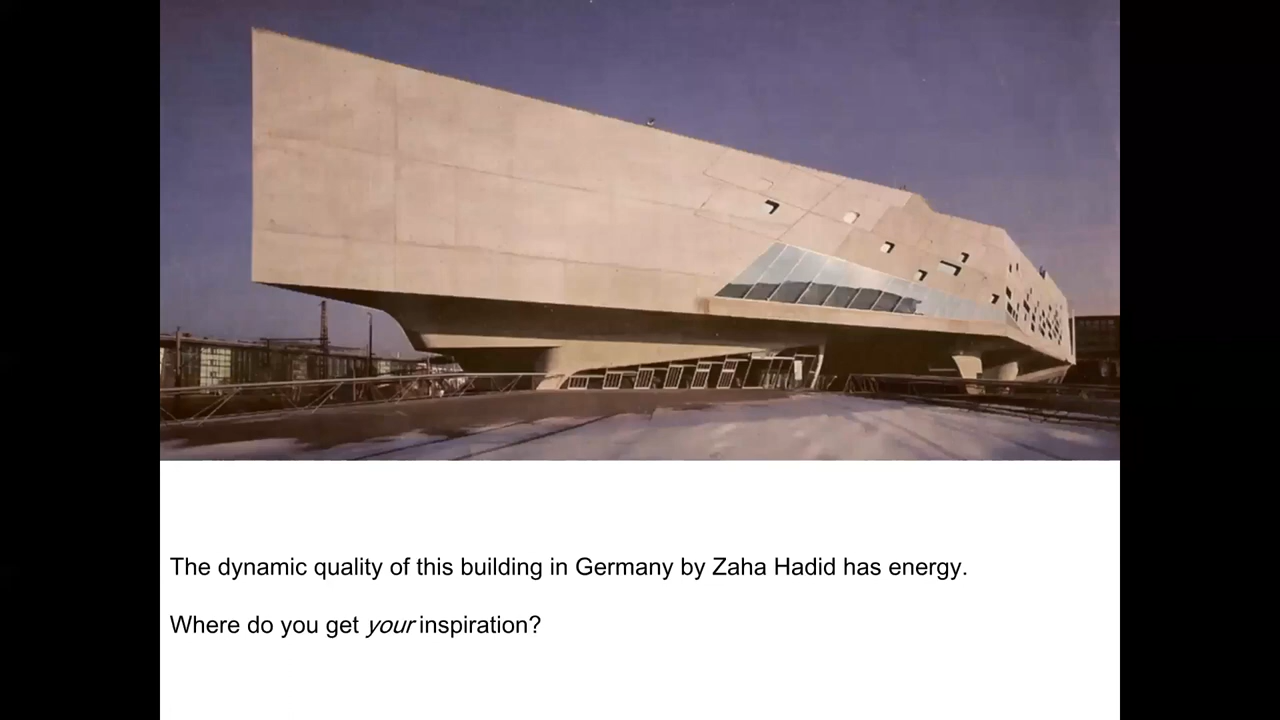 The dynamic quality of this building in Germany by Zaha Hadid has energy.
Where do you get your inspiration?